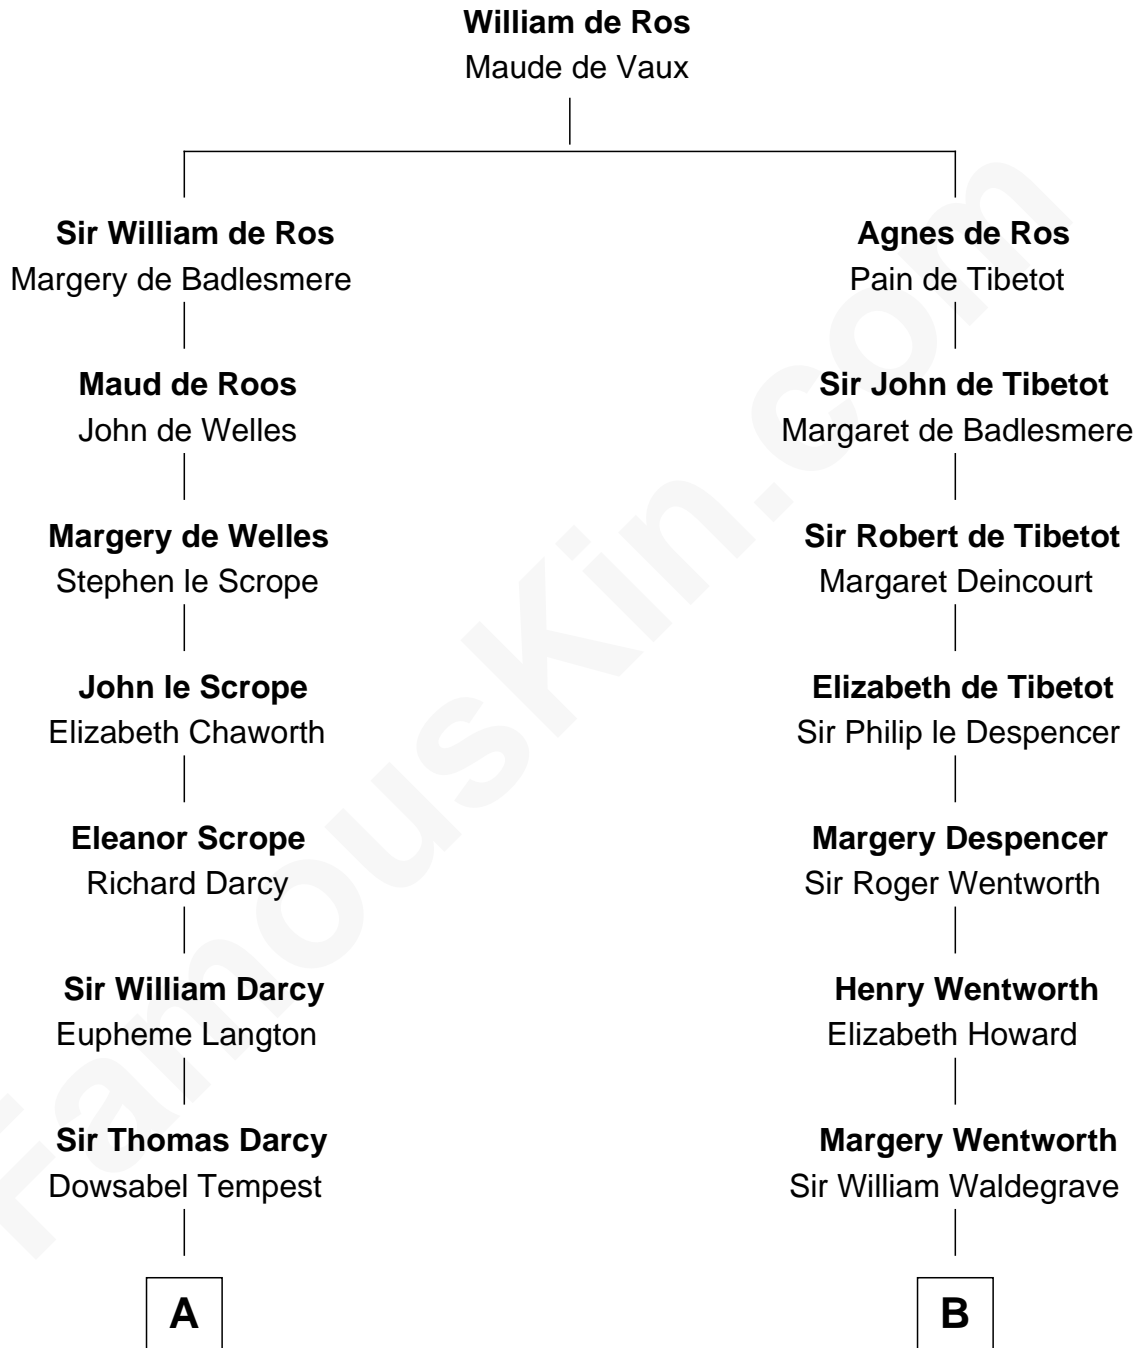 William de Ros
Maude de Vaux
Sir William de Ros
Margery de Badlesmere
Agnes de Ros
Pain de Tibetot
Maud de Roos
John de Welles
Sir John de Tibetot
Margaret de Badlesmere
Margery de Welles
Stephen le Scrope
Sir Robert de Tibetot
Margaret Deincourt
John le Scrope
Elizabeth Chaworth
Elizabeth de Tibetot
Sir Philip le Despencer
Eleanor Scrope
Richard Darcy
Margery Despencer
Sir Roger Wentworth
Sir William Darcy
Eupheme Langton
Henry Wentworth
Elizabeth Howard
Sir Thomas Darcy
Dowsabel Tempest
Margery Wentworth
Sir William Waldegrave
A
B
FamousKin.com